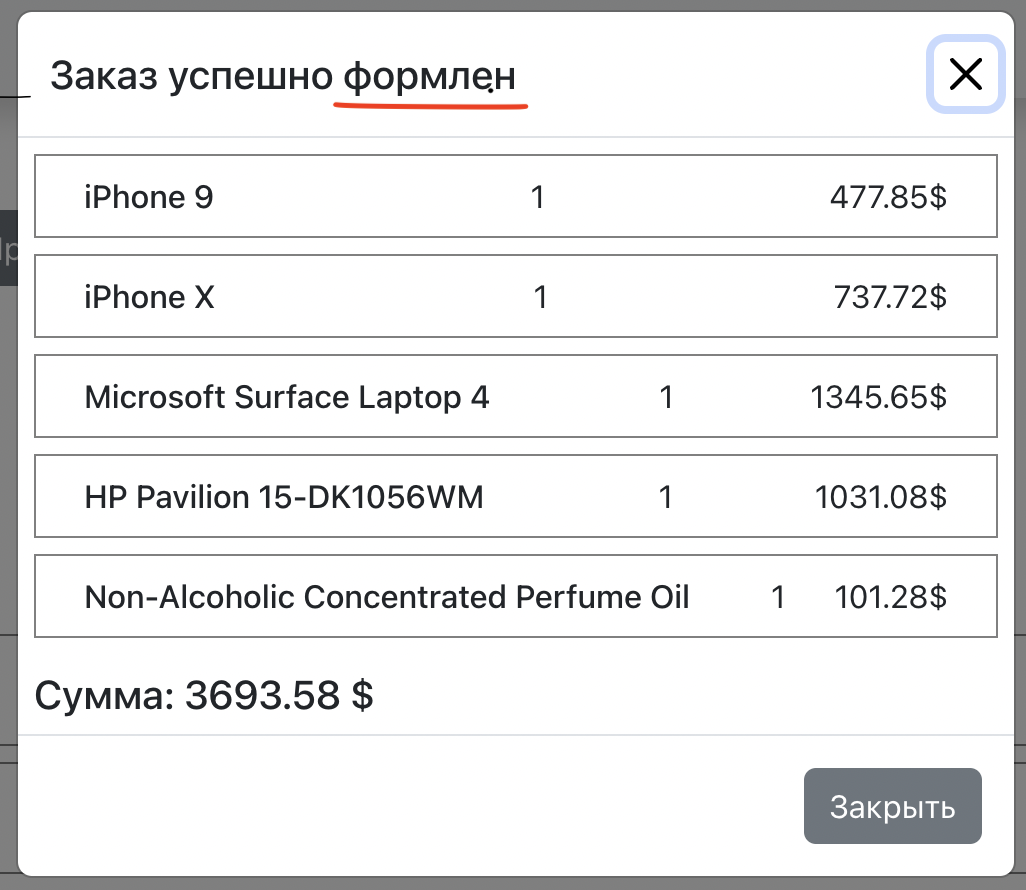 Заказ успешно формлен
iPhone 9 1 477.85$
iPhone X 1 737.72$
Microsoft Surface Laptop 4 1 1345.65$
HP Pavilion 15-DK1056WM 1 1031.08$
Non-Alcoholic Concentrated Perfume Oil 1 101.28$
Сумма: 3693.58 $
Закрыть